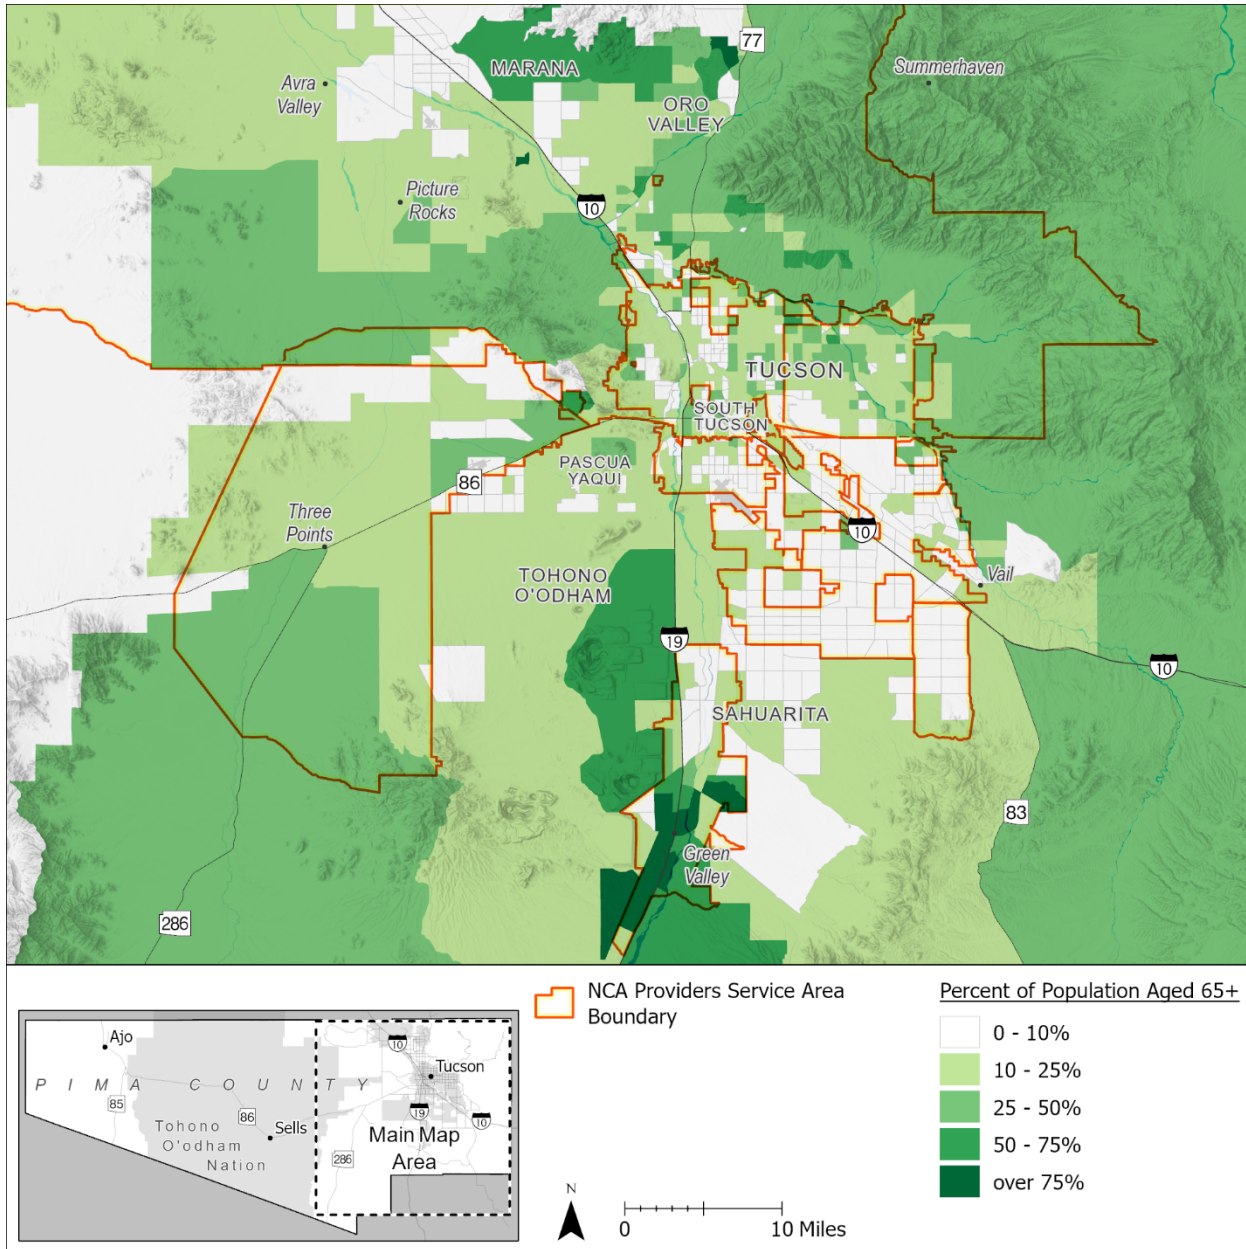 77
MARANA
Summerhaven
Avra
Valley
ORO
VALLEY
Picture
Rocks
10
TUCSON
SOUTH
TUCSON
PASCUA
YAQUI
86
Three
Points
10
TOHONO
O'ODHAM
Vail
19
10
SAHUARITA
83
Green
Valley
286
NCA Providers Service Area
Boundary
Percent of Population Aged 65+
0 - 10%
10 - 25%
25 - 50%
50 - 75%
over 75%
Ajo
10
Tucson
PIMA COUNTY
85
86
19
10
Tohono
O'odham
Nation
Sells
Main Map
Area
286
N
0
10 Miles